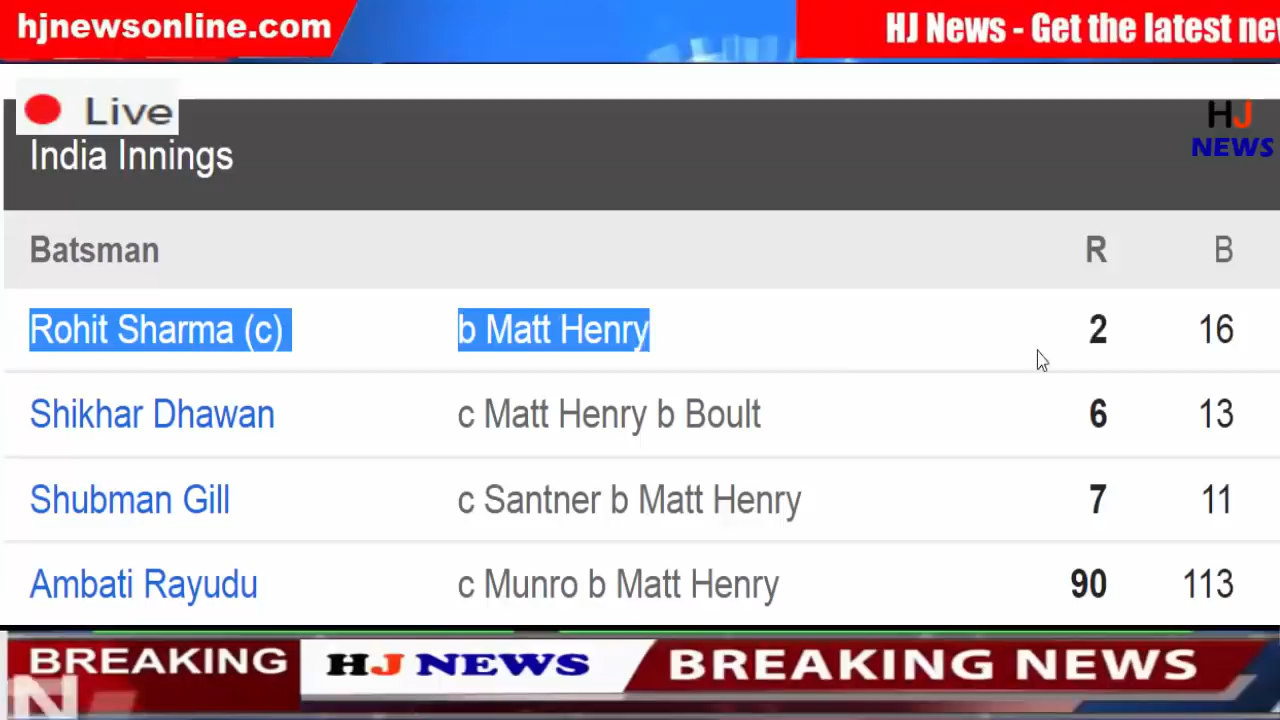 hjnewsonline.com
HJ News - Get the latest
Live
HJ
NEWS
India Innings
Batsman R B
Rohit Sharma (c) b Matt Henry 2 16
Shikhar Dhawan c Matt Henry b Boult 6 13
Shubman Gill c Santner b Matt Henry 7 11
Ambati Rayudu c Munro b Matt Henry 90 113
BREAKING HJ NEWS BREAKING NEWS
N